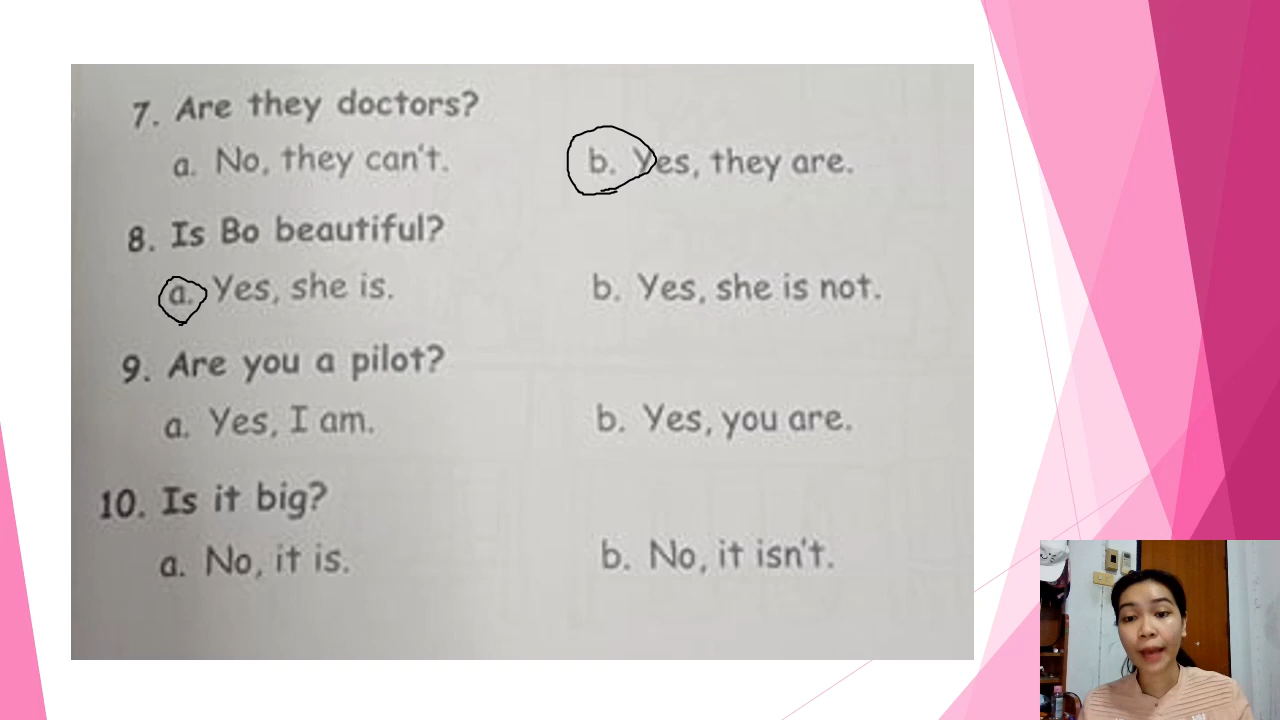 7. Are they doctors?
a. No, they can't. b. Yes, they are.
8. Is Bo beautiful?
a. Yes, she is. b. Yes, she is not.
9. Are you a pilot?
a. Yes, I am. b. Yes, you are.
10. Is it big?
a. No, it is. b. No, it isn't.